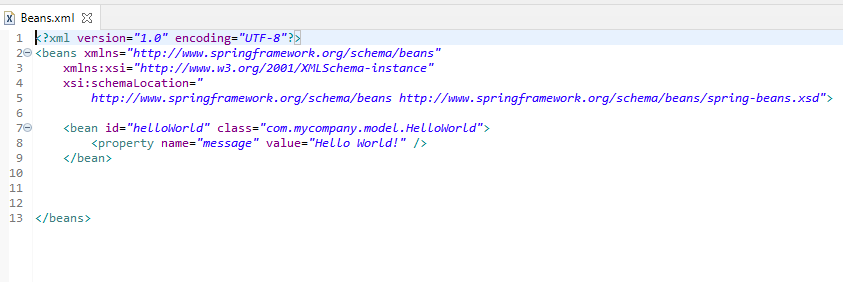 Beans.xml
1 <?xml version="1.0" encoding="UTF-8"?>
2 <beans xmlns="http://www.springframework.org/schema/beans"
3 xmlns:xsi="http://www.w3.org/2001/XMLSchema-instance"
4 xsi:schemaLocation="
5 http://www.springframework.org/schema/beans http://www.springframework.org/schema/beans/spring-beans.xsd">
6
7 <bean id="helloWorld" class="com.mycompany.model.HelloWorld">
8 <property name="message" value="Hello World!" />
9 </bean>
10
11
12
13 </beans>